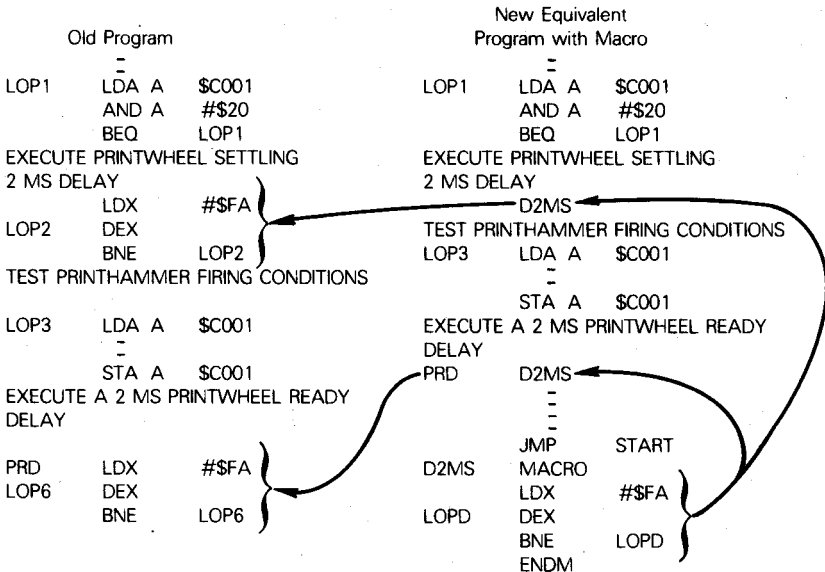 Old Program
LOP1 LDA A $C001
AND A #$20
BEQ LOP1
EXECUTE PRINTWHEEL SETTLING
2 MS DELAY
LDX #$FA
LOP2 DEX
BNE LOP2
TEST PRINTHAMMER FIRING CONDITIONS
LOP3 LDA A $C001
STA A $C001
EXECUTE A 2 MS PRINTWHEEL READY
DELAY
PRD LDX #$FA
LOP6 DEX
BNE LOP6
New Equivalent
Program with Macro
LOP1 LDA A $C001
AND A #$20
BEQ LOP1
EXECUTE PRINTWHEEL SETTLING
2 MS DELAY
D2MS
TEST PRINTHAMMER FIRING CONDITIONS
LOP3 LDA A $C001
STA A $C001
EXECUTE A 2 MS PRINTWHEEL READY
DELAY
PRD D2MS
JMP START
D2MS MACRO
LDX #$FA
LOPD DEX
BNE LOPD
ENDM